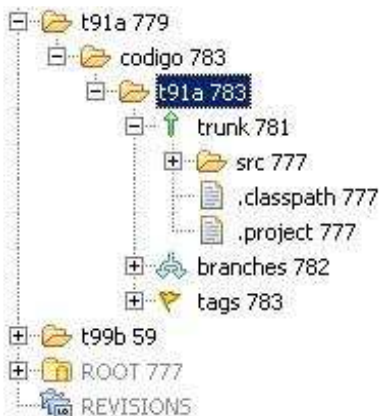 t91a 779
codigo 783
t91a 783
trunk 781
src 777
.classpath 777
.project 777
branches 782
tags 783
t99b 59
ROOT 777
REVISIONS